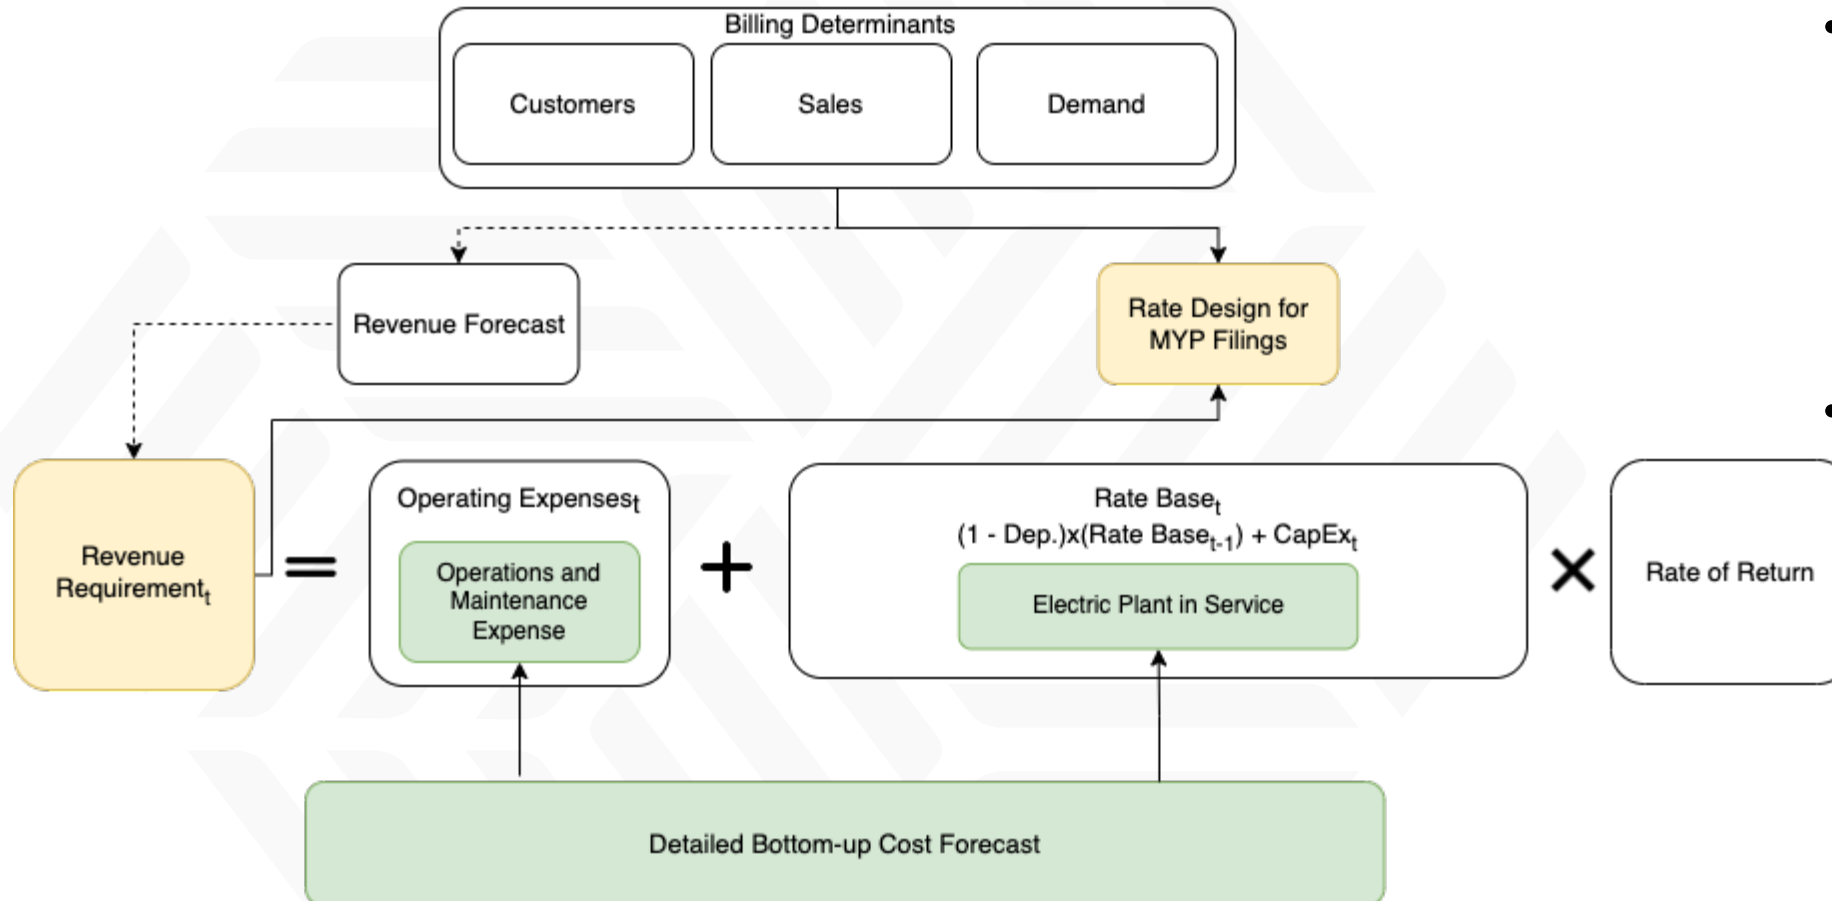 Billing Determinants
Customers
Sales
Demand
Revenue Forecast
Rate Design for
MYP Filings
Revenue
Requirementt
=
Operating Expensest
Operations and
Maintenance
Expense
+
Rate Baset
(1 - Dep.)x(Rate Baset-1) + CapExt
Electric Plant in Service
×
Rate of Return
Detailed Bottom-up Cost Forecast